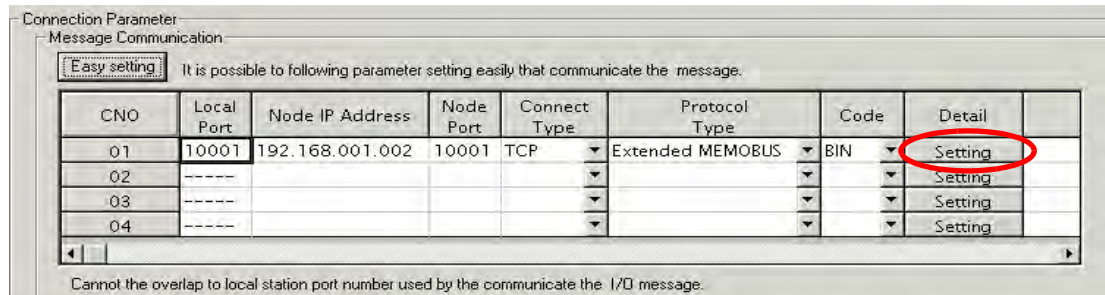 Connection Parameter
Message Communication
Easy setting It is possible to following parameter setting easily that communicate the message.
CNO Local Port Node IP Address Node Port Connect Type Protocol Type Code Detail
01 10001 192.168.001.002 10001 TCP Extended MEMOBUS BIN Setting
02 ----- Setting
03 ----- Setting
04 ----- Setting
Cannot the overlap to local station port number used by the communicate the I/O message.